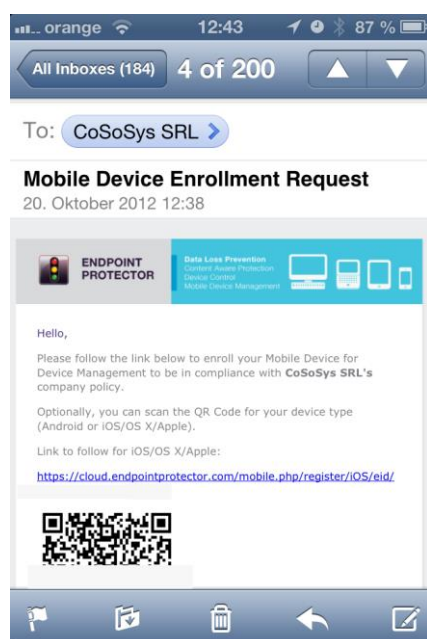 orange 12:43 87 %
All Inboxes (184) 4 of 200
To: CoSoSys SRL
Mobile Device Enrollment Request
20. Oktober 2012 12:38
ENDPOINT
PROTECTOR
Data Loss Prevention
Content Aware Protection
Device Control
Mobile Device Management
Hello,
Please follow the link below to enroll your Mobile Device for
Device Management to be in compliance with CoSoSys SRL's
company policy.
Optionally, you can scan the QR Code for your device type
(Android or iOS/OS X/Apple).
Link to follow for iOS/OS X/Apple:
https://cloud.endpointprotector.com/mobile.php/register/iOS/eid/